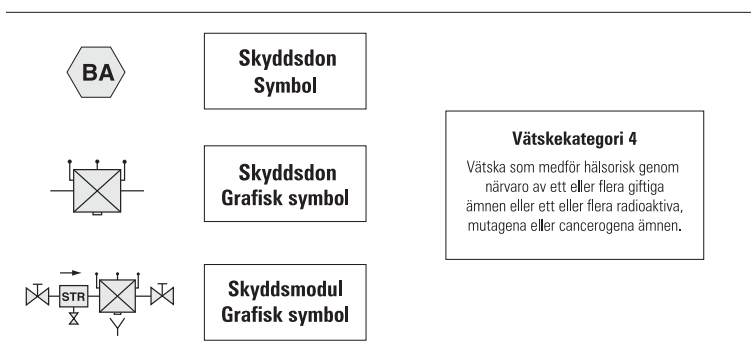 BA
Skyddsdon
Symbol
Skyddsdon
Grafisk symbol
STR
Skyddsmodul
Grafisk symbol
Vätskekategori 4
Vätska som medför hälsorisk genom
närvaro av ett eller flera giftiga
ämnen eller ett eller flera radioaktiva,
mutagena eller cancerogena ämnen.